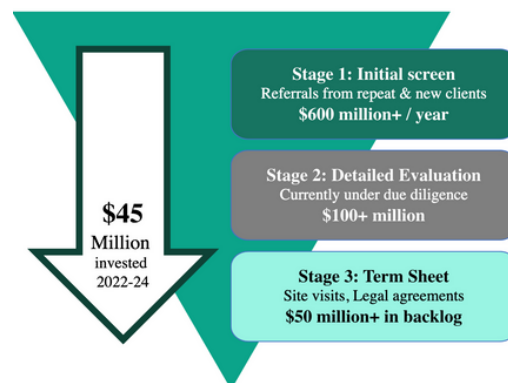 Stage 1: Initial screen
Referrals from repeat & new clients
$600 million+ / year
Stage 2: Detailed Evaluation
Currently under due diligence
$100+ million
$45
Million
invested
2022-24
Stage 3: Term Sheet
Site visits, Legal agreements
$50 million+ in backlog